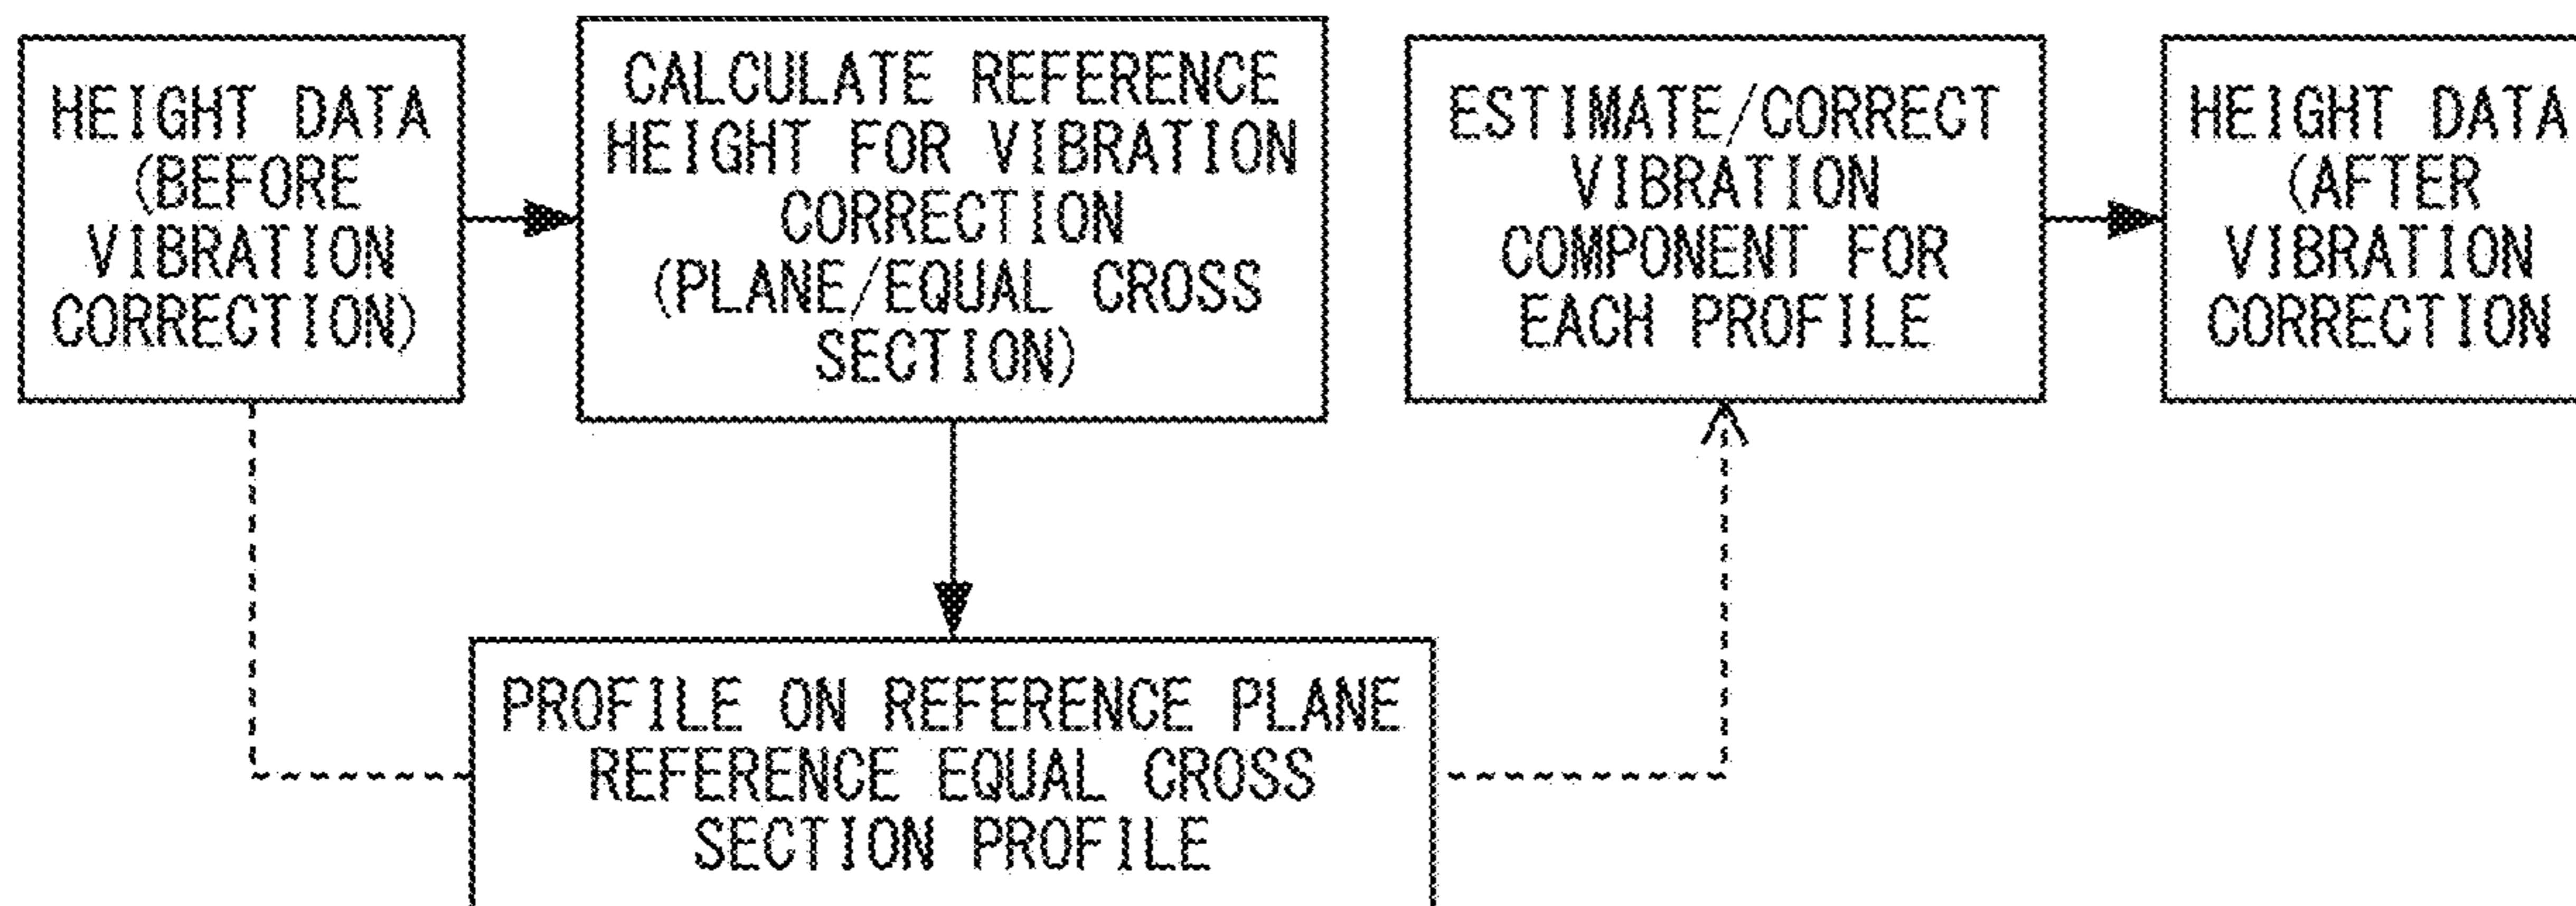 HEIGHT DATA
(BEFORE
VIBRATION
CORRECTION)
CALCULATE REFERENCE
HEIGHT FOR VIBRATION
CORRECTION
(PLANE/EQUAL CROSS
SECTION)
ESTIMATE/CORRECT
VIBRATION
COMPONENT FOR
EACH PROFILE
HEIGHT DATA
(AFTER
VIBRATION
CORRECTION
PROFILE ON REFERENCE PLANE
REFERENCE EQUAL CROSS
SECTION PROFILE